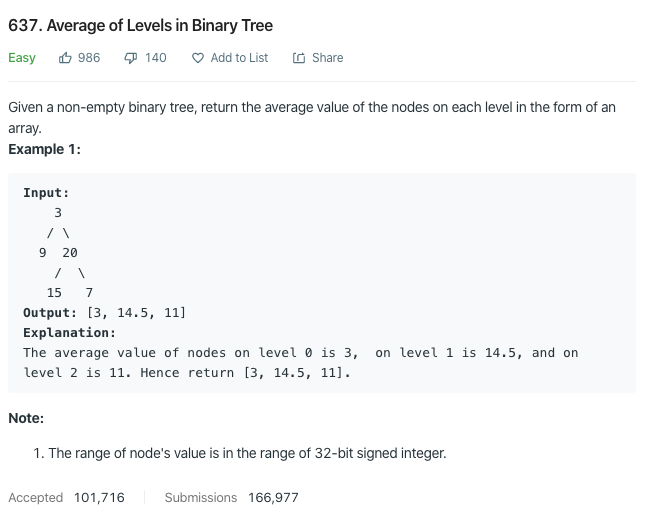 637. Average of Levels in Binary Tree
Easy 986 140 Add to List Share
Given a non-empty binary tree, return the average value of the nodes on each level in the form of an
array.
Example 1:
Input:
    3
   / \
  9  20
    /  \
   15   7
Output: [3, 14.5, 11]
Explanation:
The average value of nodes on level 0 is 3,  on level 1 is 14.5, and on
level 2 is 11. Hence return [3, 14.5, 11].
Note:
1. The range of node's value is in the range of 32-bit signed integer.
Accepted 101,716 Submissions 166,977